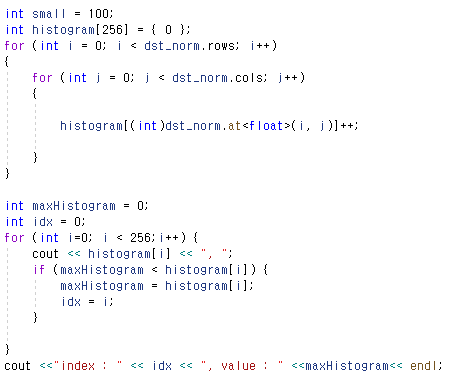 int small = 100;
int histogram[256] = { 0 };
for (int i = 0; i < dst_norm.rows; i++)
{
for (int j = 0; j < dst_norm.cols; j++)
{
histogram[(int)dst_norm.at<float>(i, j)]++;
}
}
int maxHistogram = 0;
int idx = 0;
for (int i=0; i < 256;i++) {
cout << histogram[i] << ", ";
if (maxHistogram < histogram[i]) {
maxHistogram = histogram[i];
idx = i;
}
}
cout <<"index : " << idx << ", value : " <<maxHistogram<< endl;